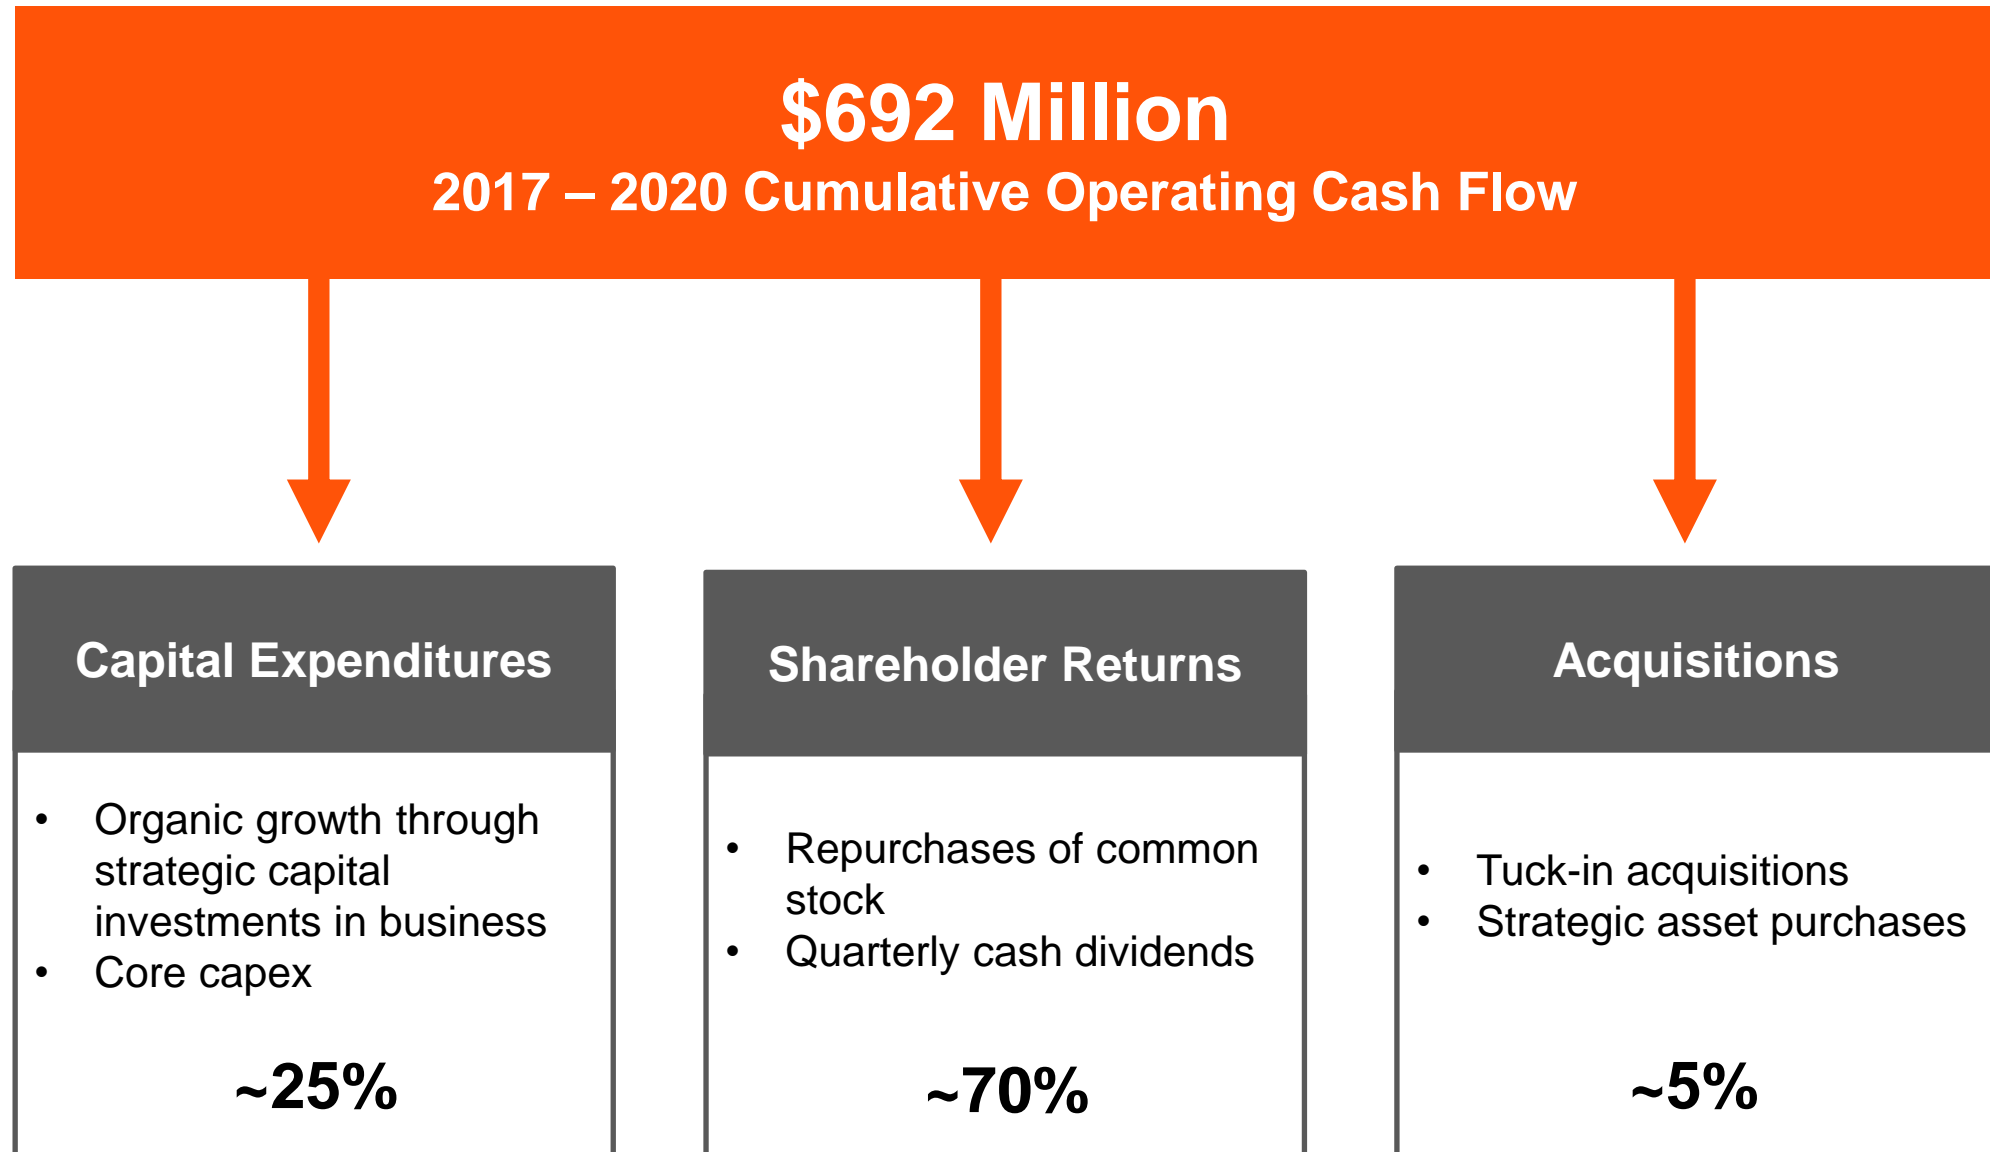 $692 Million
2017 – 2020 Cumulative Operating Cash Flow
Capital Expenditures
• Organic growth through
strategic capital
investments in business
• Core capex
~25%
Shareholder Returns
• Repurchases of common
stock
• Quarterly cash dividends
~70%
Acquisitions
• Tuck-in acquisitions
• Strategic asset purchases
~5%